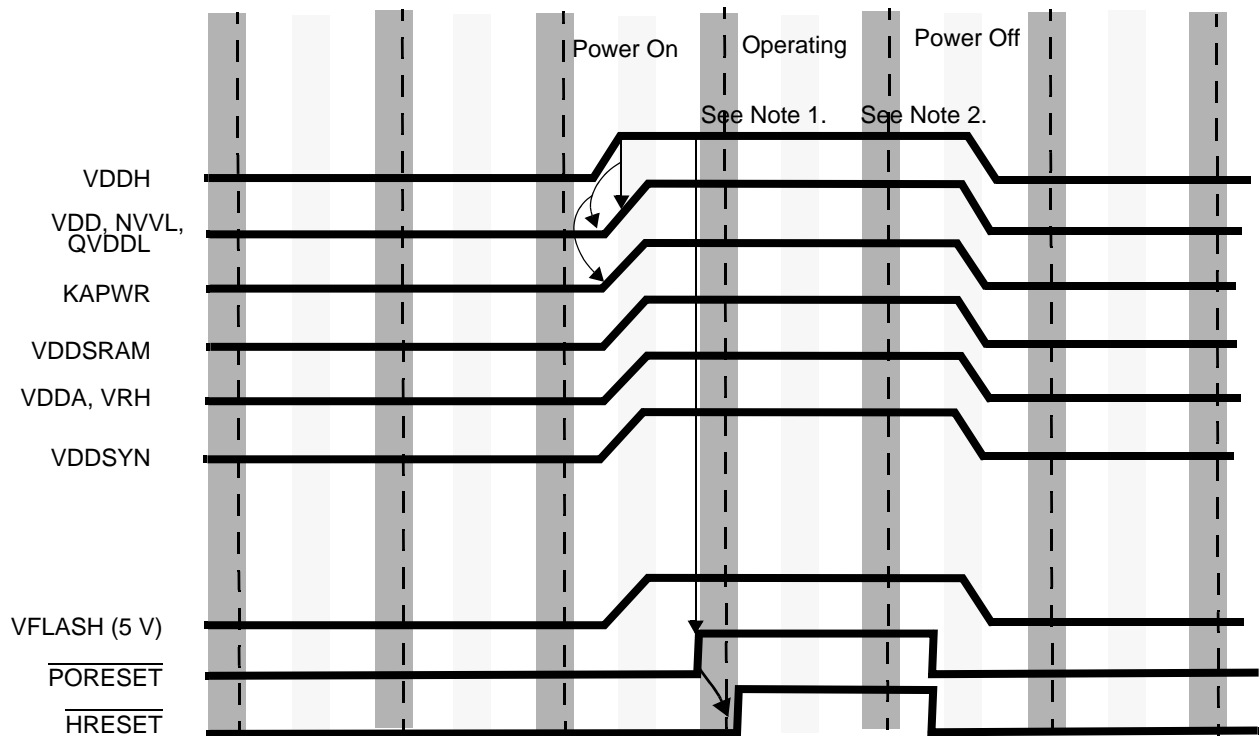 Power On
Operating
Power Off
See Note 1.
See Note 2.
VDDH
VDD, NVVL,
QVDDL
KAPWR
VDDSRAM
VDDA, VRH
VDDSYN
VFLASH (5 V)
PORESET
HRESET